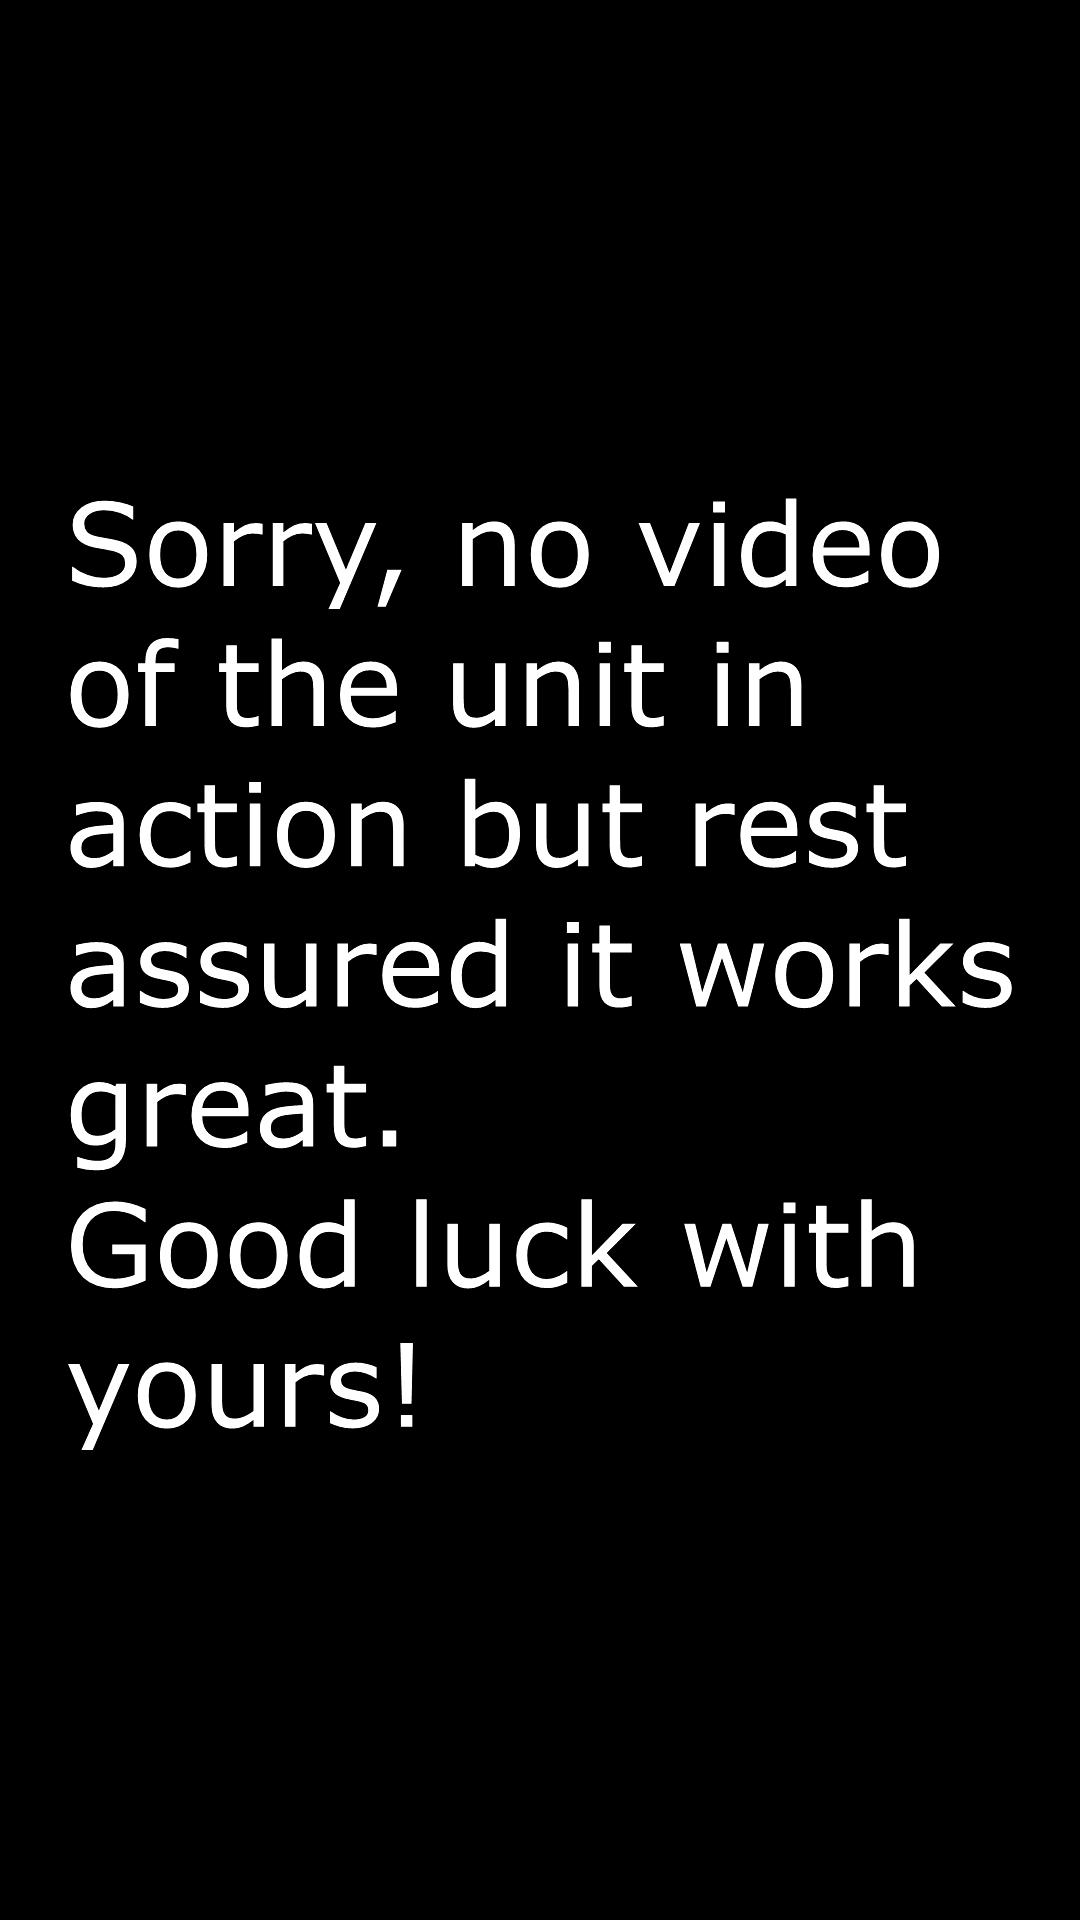 Sorry, no video
of the unit in
action but rest
assured it works
great.
Good luck with
yours!